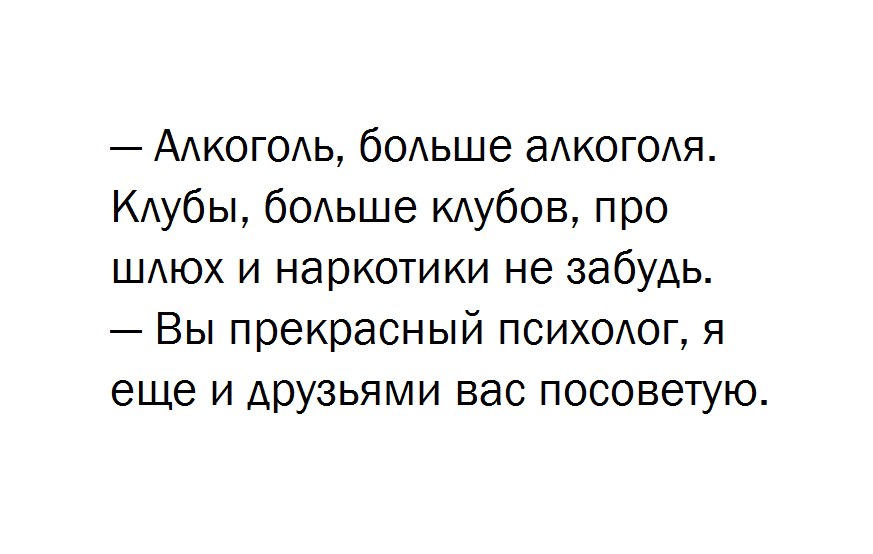 — Алкоголь, больше алкоголя.
Клубы, больше клубов, про
шлюх и наркотики не забудь.
— Вы прекрасный психолог, я
еще и друзьями вас посоветую.